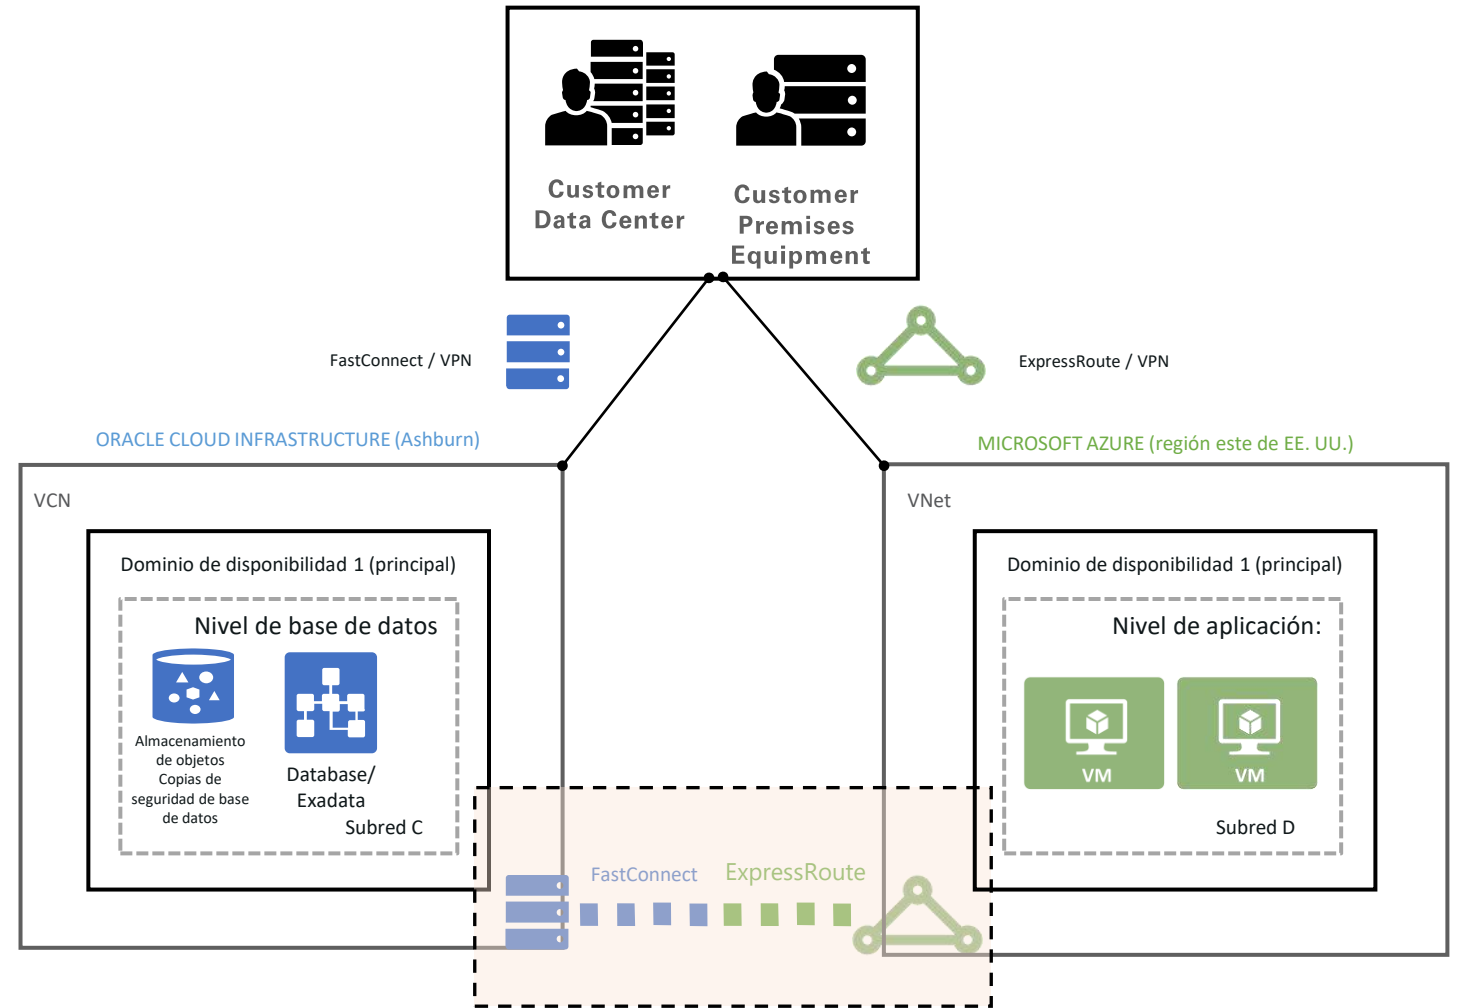 Customer
Data Center
Customer
Premises
Equipment
FastConnect / VPN
ExpressRoute / VPN
ORACLE CLOUD INFRASTRUCTURE (Ashburn)
MICROSOFT AZURE (región este de EE. UU.)
VCN
Dominio de disponibilidad 1 (principal)
Nivel de base de datos
Almacenamiento
de objetos
Copias de
seguridad de base
de datos
Database/
Exadata
Subred C
VNet
Dominio de disponibilidad 1 (principal)
Nivel de aplicación:
VM
VM
Subred D
FastConnect
ExpressRoute